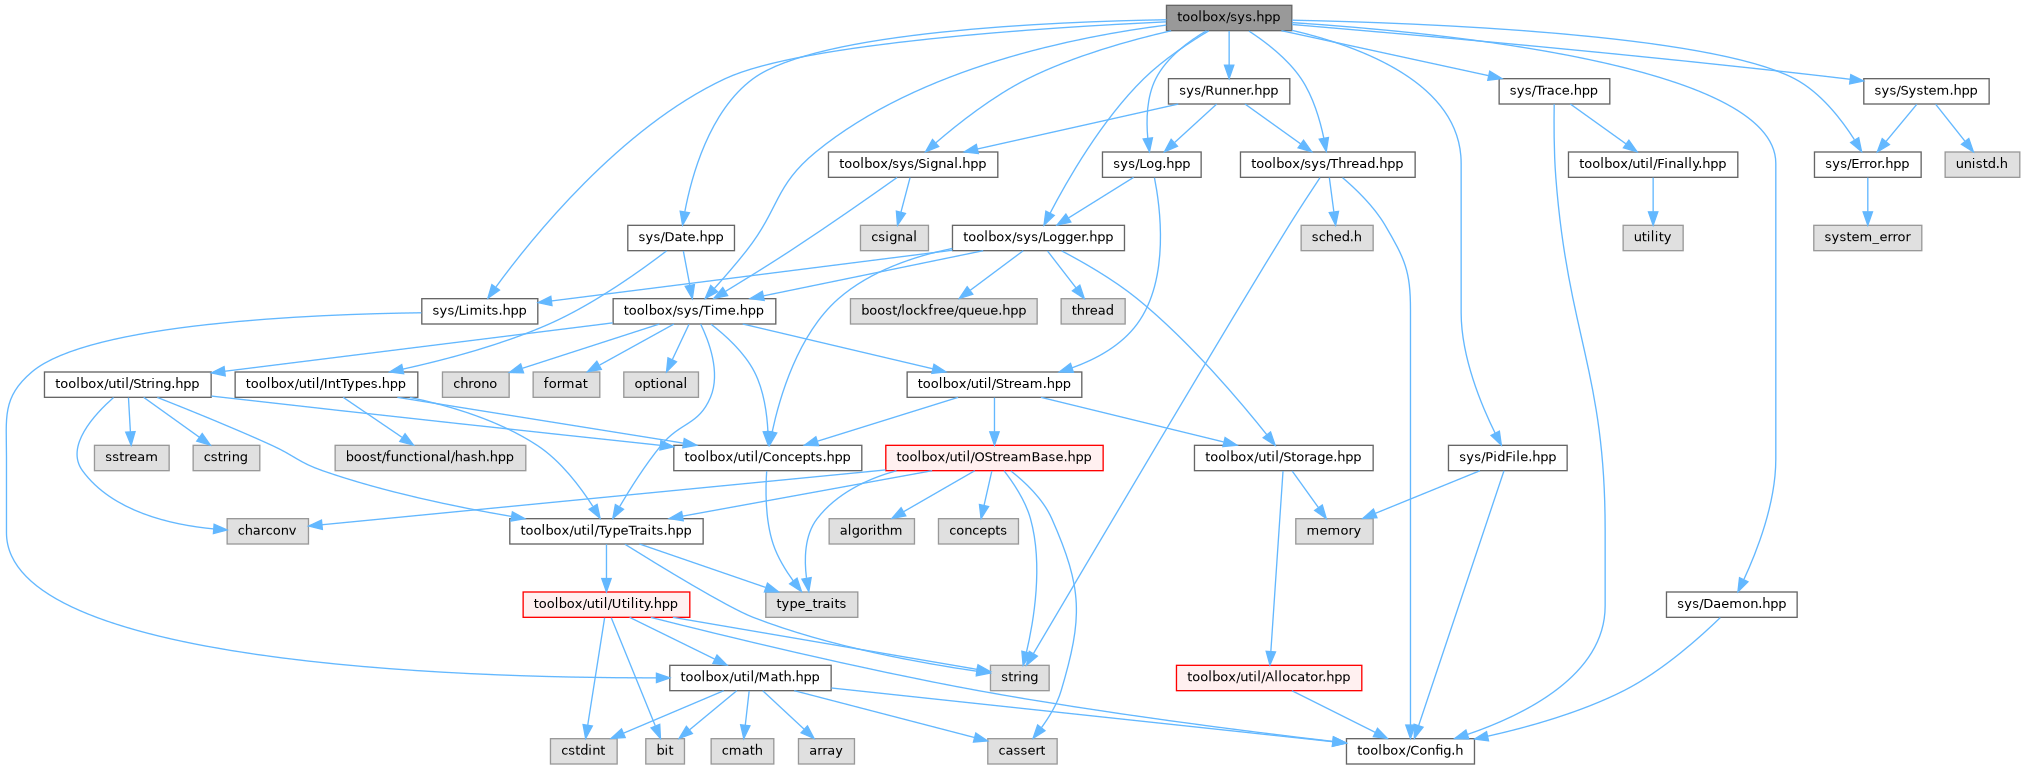 toolbox/sys.hpp
sys/Runner.hpp
sys/Trace.hpp
sys/System.hpp
toolbox/sys/Signal.hpp
sys/Log.hpp
toolbox/sys/Thread.hpp
toolbox/util/Finally.hpp
sys/Error.hpp
unistd.h
sys/Date.hpp
csignal
toolbox/sys/Logger.hpp
sched.h
utility
system_error
sys/Limits.hpp
toolbox/sys/Time.hpp
boost/lockfree/queue.hpp
thread
toolbox/util/String.hpp
toolbox/util/IntTypes.hpp
chrono
format
optional
toolbox/util/Stream.hpp
sstream
cstring
boost/functional/hash.hpp
toolbox/util/Concepts.hpp
toolbox/util/OStreamBase.hpp
toolbox/util/Storage.hpp
sys/PidFile.hpp
charconv
toolbox/util/TypeTraits.hpp
algorithm
concepts
memory
toolbox/util/Utility.hpp
type_traits
sys/Daemon.hpp
toolbox/util/Math.hpp
string
toolbox/util/Allocator.hpp
cstdint
bit
cmath
array
cassert
toolbox/Config.h